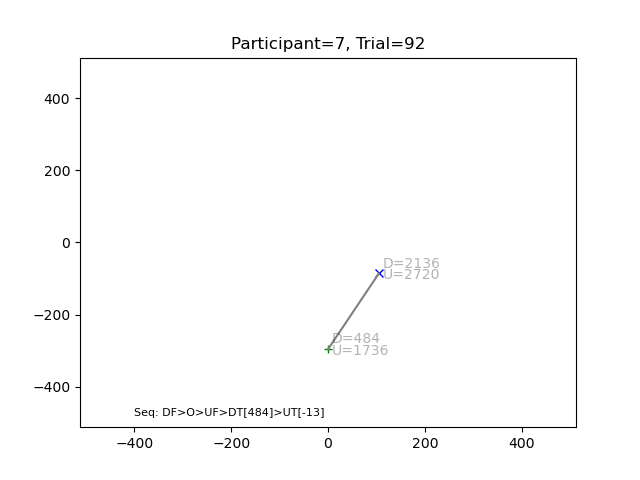 Participant=7, Trial=92
400
200
0
−200
−400
D=2136
U=2720
D=484
U=1736
Seq: DF>O>UF>DT[484]>UT[-13]
−400
−200
0
200
400